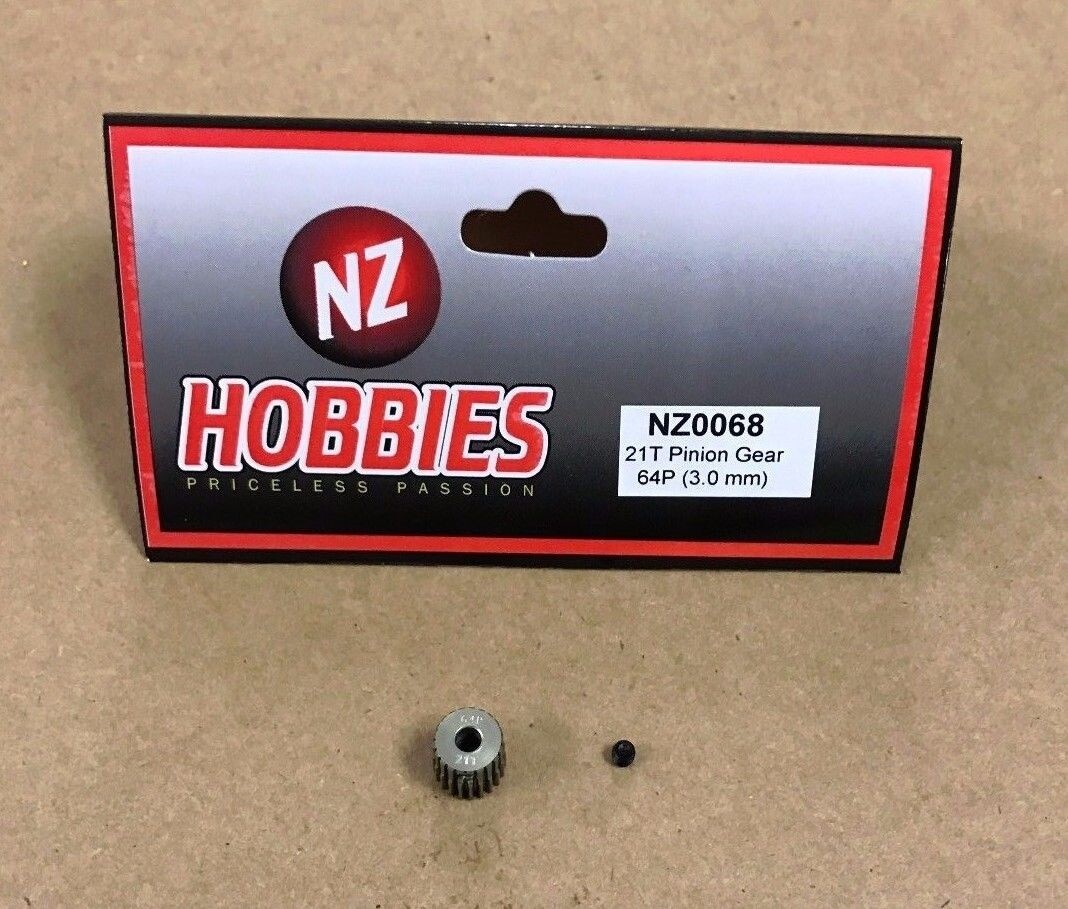 NZ
HOBBIES
PRICELESS PASSION
NZ0068
21T Pinion Gear
64P (3.0 mm)
64P
21T